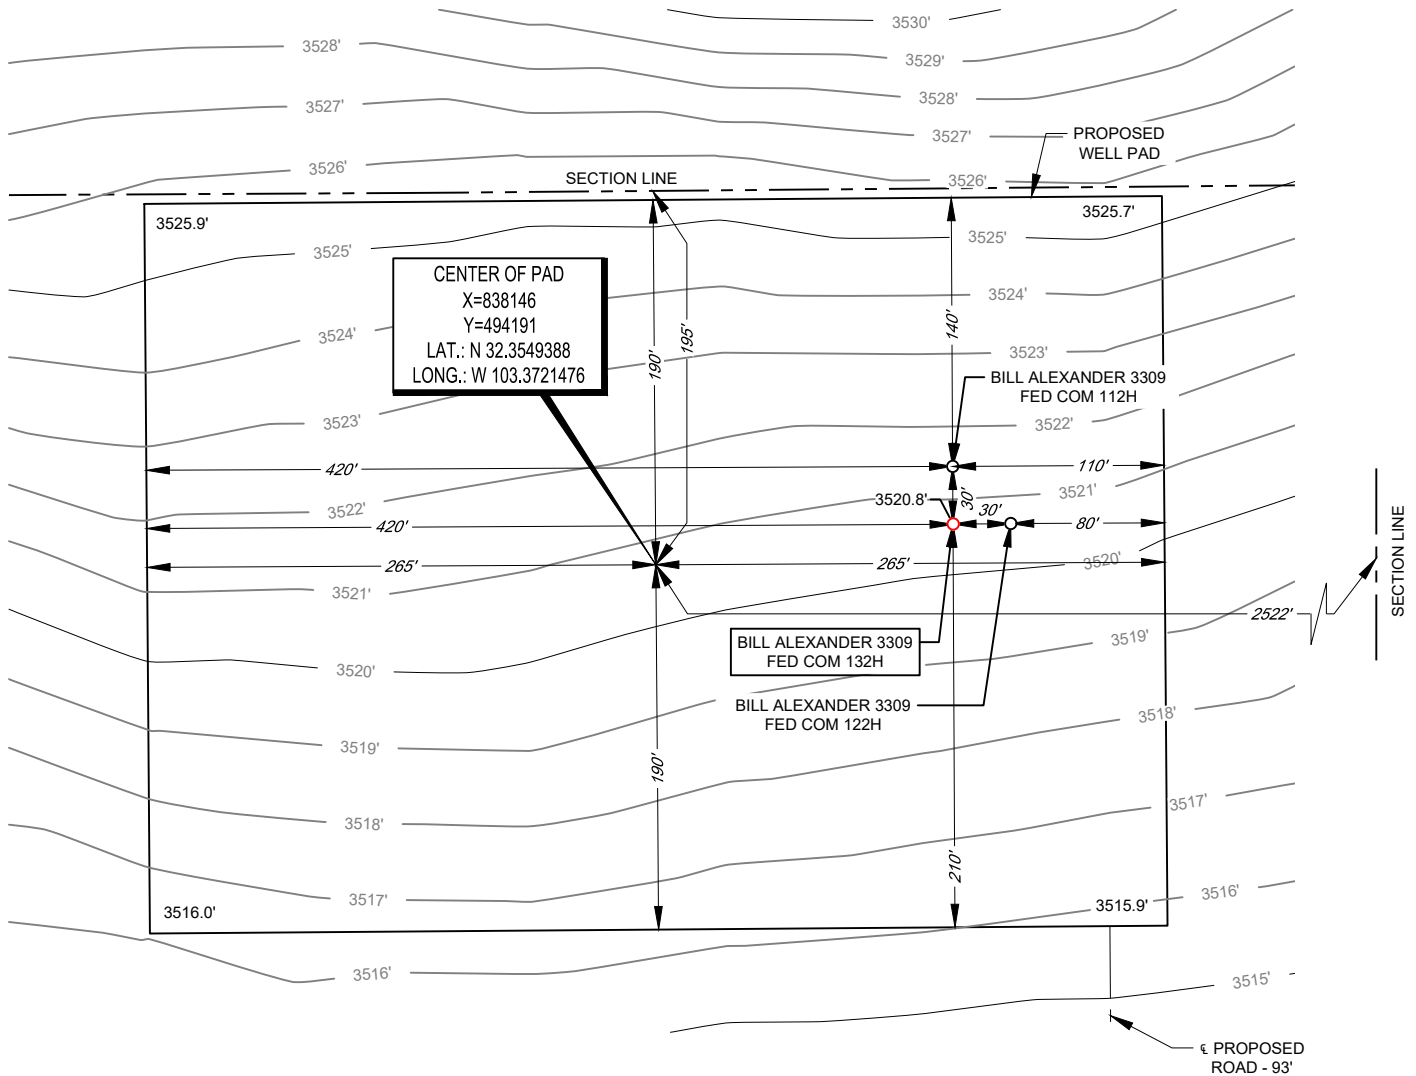 3530'
3528'
3529'
3528'
3527'
3527'
PROPOSED
WELL PAD
3526'
SECTION LINE
3526'
3525.9'
3525.7'
3525'
3525'
CENTER OF PAD
X=838146
Y=494191
LAT.: N 32.3549388
LONG.: W 103.3721476
3524'
3524'
140'
195'
190'
3523'
BILL ALEXANDER 3309
FED COM 112H
3523'
3522'
420'
110'
3522'
3520.8'
30'
3521'
420'
30'
80'
265'
265'
3520'
3521'
2522'
SECTION LINE
BILL ALEXANDER 3309
FED COM 132H
3519'
3520'
BILL ALEXANDER 3309
FED COM 122H
3518'
3519'
190'
3517'
3518'
210'
3517'
3516'
3516.0'
3515.9'
3516'
3515'
℄ PROPOSED
ROAD - 93'